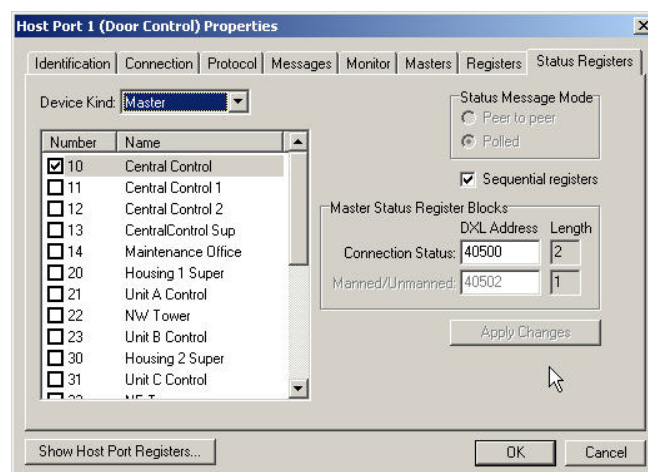 Host Port 1 (Door Control) Properties
Identification Connection Protocol Messages Monitor Masters Registers Status Registers
Device Kind: Master
Number Name
10 Central Control
11 Central Control 1
12 Central Control 2
13 CentralControl Sup
14 Maintenance Office
20 Housing 1 Super
21 Unit A Control
22 NW Tower
23 Unit B Control
30 Housing 2 Super
31 Unit C Control
Status Message Mode
Peer to peer
Polled
Sequential registers
Master Status Register Blocks
DXL Address Length
Connection Status: 40500 2
Manned/Unmanned: 40502 1
Apply Changes
Show Host Port Registers... OK Cancel